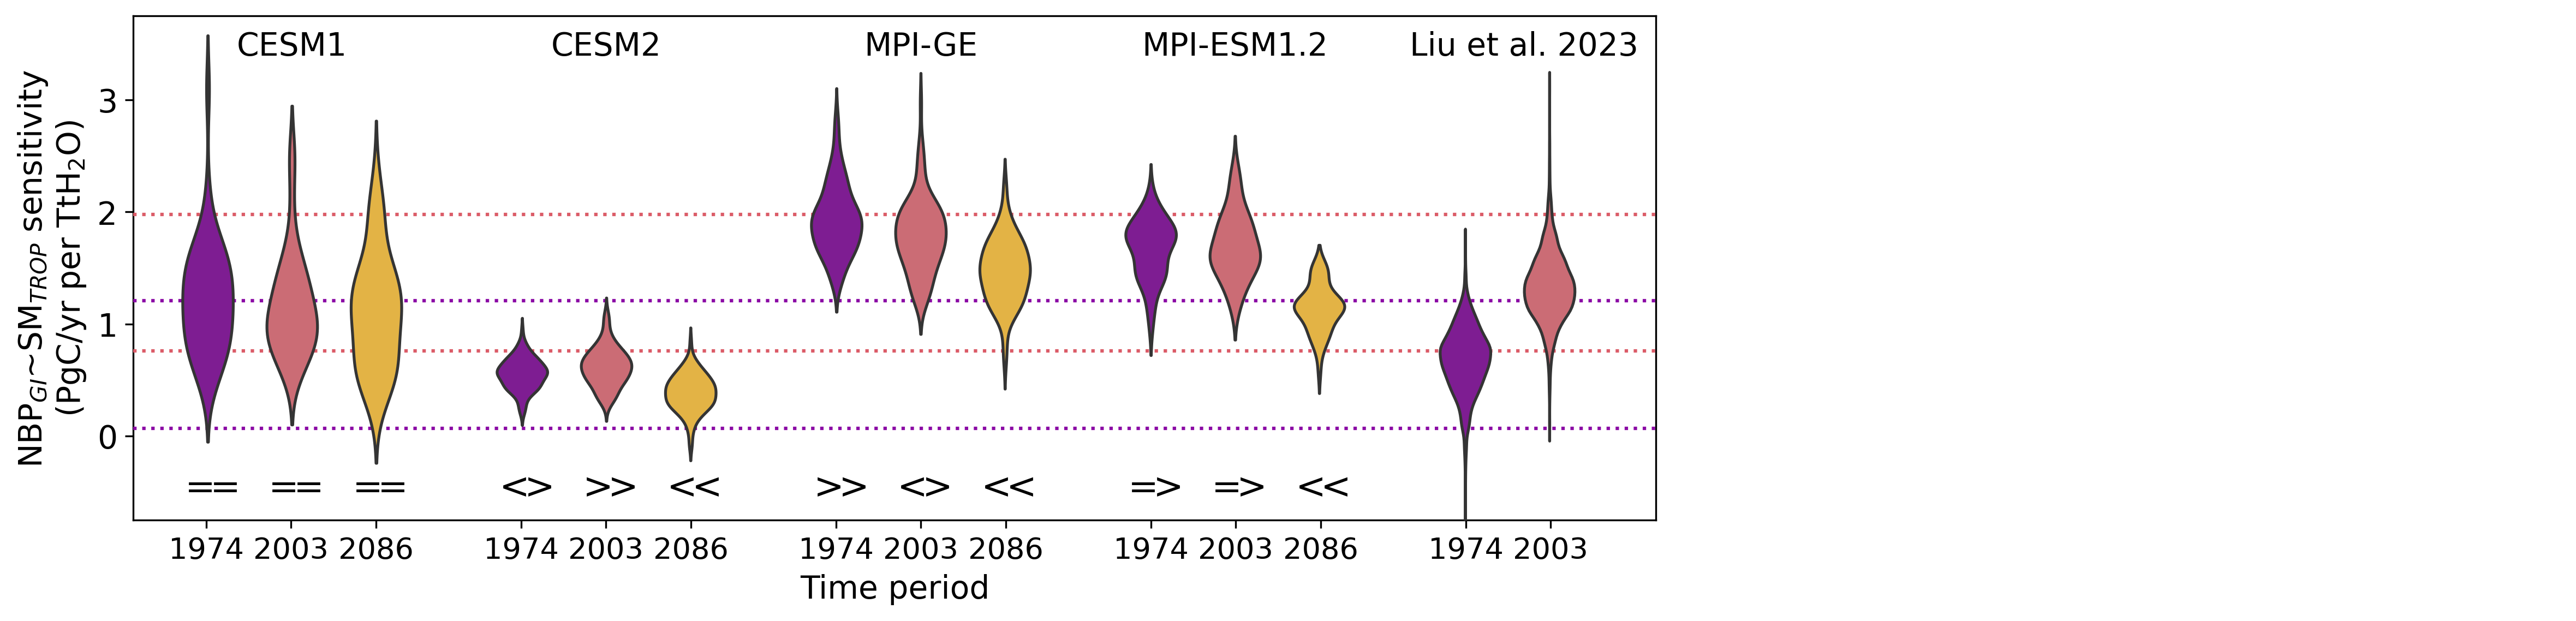 CESM1 CESM2 MPI-GE MPI-ESM1.2 Liu et al. 2023
NBP_GI~SM_TROP sensitivity
(PgC/yr per TtH₂O)
3
2
1
0
== == == <> >> << >> <> << => => <<
1974 2003 2086 1974 2003 2086 1974 2003 2086 1974 2003 2086 1974 2003
Time period